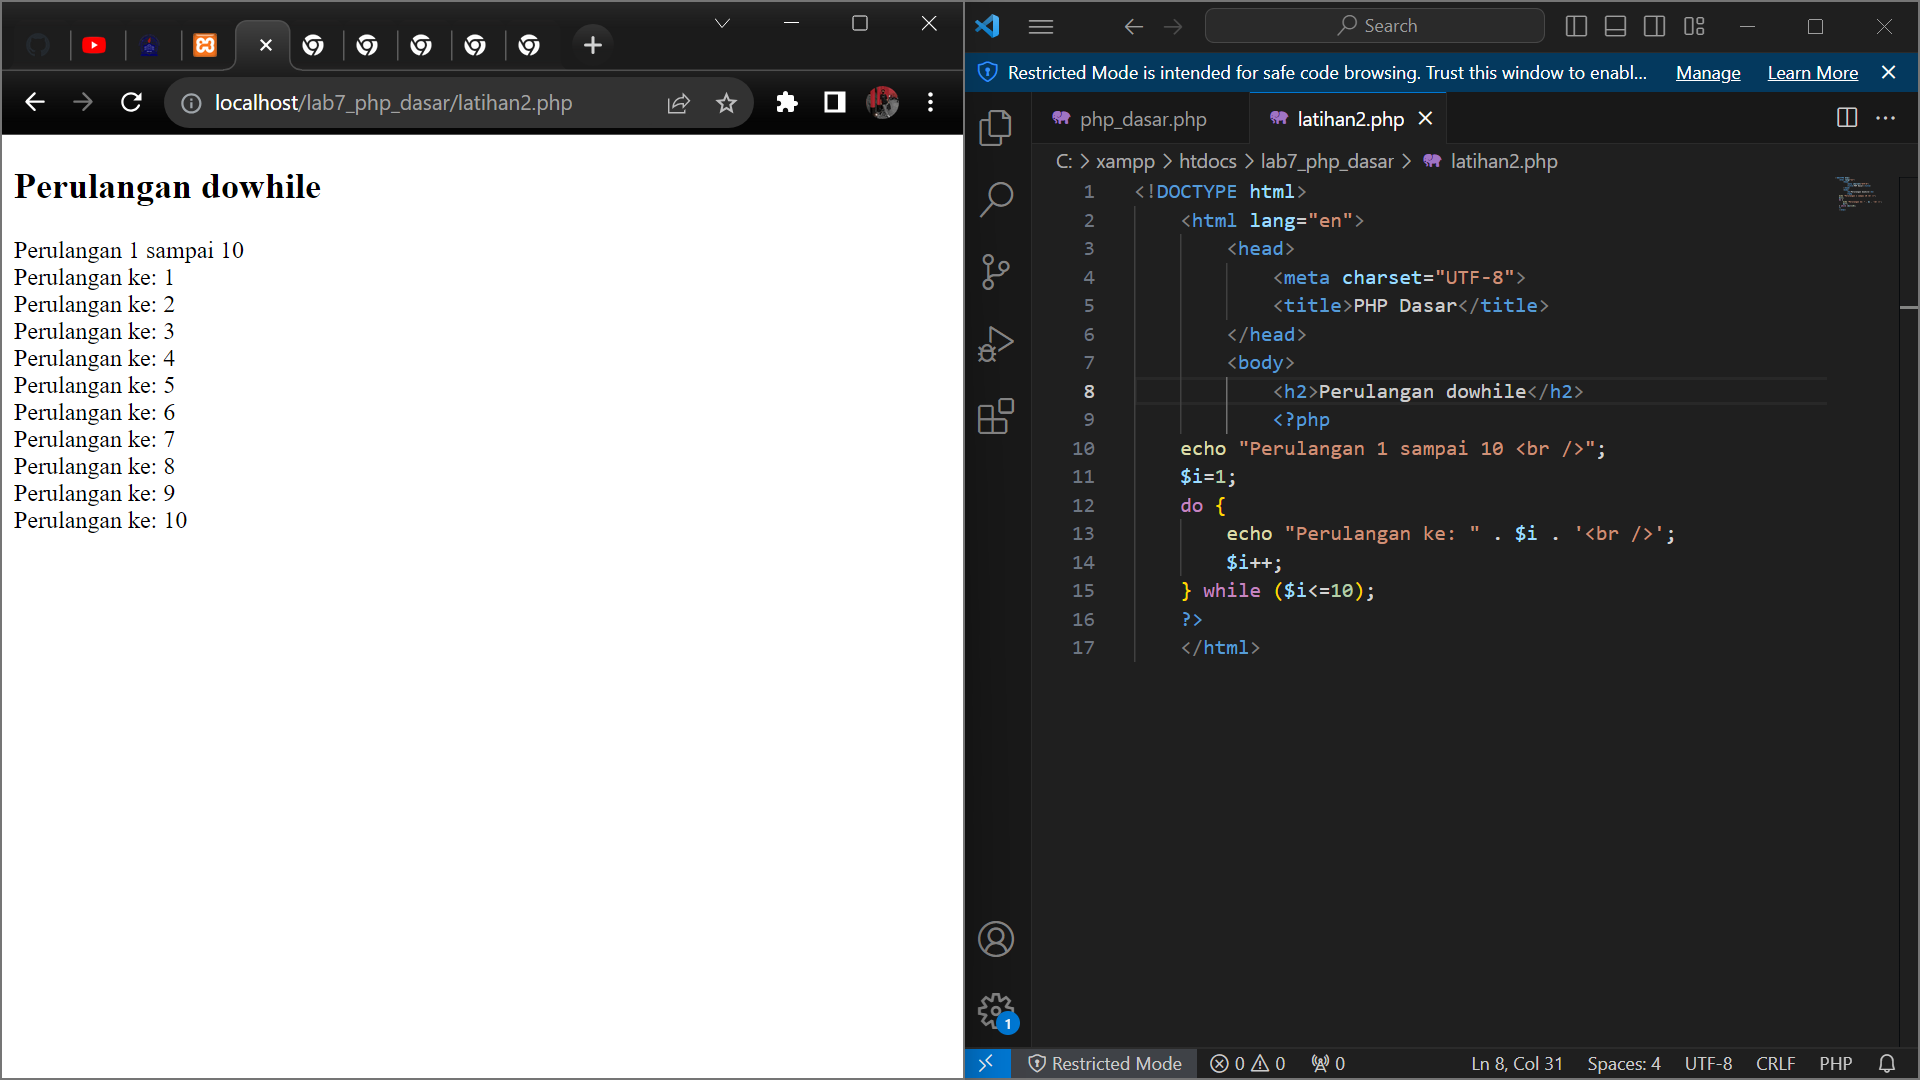 localhost/lab7_php_dasar/latihan2.php
Perulangan dowhile
Perulangan 1 sampai 10
Perulangan ke: 1
Perulangan ke: 2
Perulangan ke: 3
Perulangan ke: 4
Perulangan ke: 5
Perulangan ke: 6
Perulangan ke: 7
Perulangan ke: 8
Perulangan ke: 9
Perulangan ke: 10
Search
Restricted Mode is intended for safe code browsing. Trust this window to enabl... Manage Learn More
php_dasar.php latihan2.php
C: > xampp > htdocs > lab7_php_dasar > latihan2.php
1 <!DOCTYPE html>
2 <html lang="en">
3 <head>
4 <meta charset="UTF-8">
5 <title>PHP Dasar</title>
6 </head>
7 <body>
8 <h2>Perulangan dowhile</h2>
9 <?php
10 echo "Perulangan 1 sampai 10 <br />";
11 $i=1;
12 do {
13 echo "Perulangan ke: " . $i . '<br />';
14 $i++;
15 } while ($i<=10);
16 ?>
17 </html>
1
Restricted Mode 0 0 0 Ln 8, Col 31 Spaces: 4 UTF-8 CRLF PHP